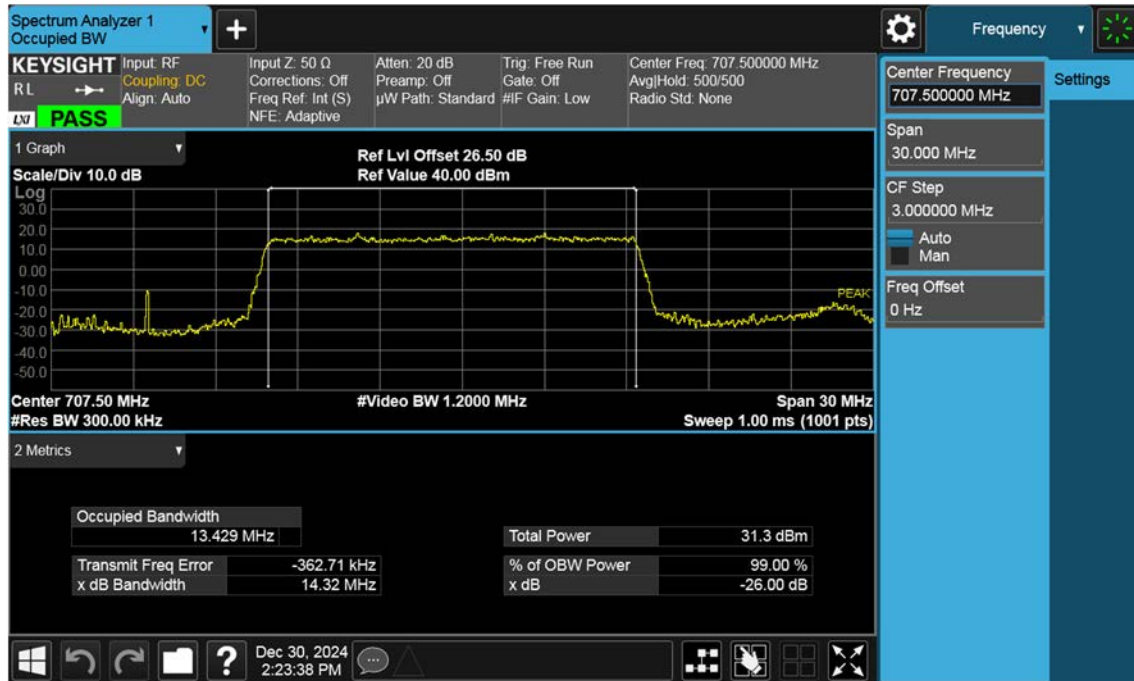 Spectrum Analyzer 1
Occupied BW
+
Frequency
KEYSIGHT
R L
LXI PASS
Input: RF
Coupling: DC
Align: Auto
Input Z: 50 Ω
Corrections: Off
Freq Ref: Int (S)
NFE: Adaptive
Atten: 20 dB
Preamp: Off
µW Path: Standard
Trig: Free Run
Gate: Off
#IF Gain: Low
Center Freq: 707.500000 MHz
Avg|Hold: 500/500
Radio Std: None
Center Frequency
707.500000 MHz
Settings
Span
30.000 MHz
CF Step
3.000000 MHz
Auto
Man
Freq Offset
0 Hz
1 Graph
Ref Lvl Offset 26.50 dB
Scale/Div 10.0 dB
Ref Value 40.00 dBm
Log
30.0
20.0
10.0
0.00
-10.0
-20.0
-30.0
-40.0
-50.0
PEAK
Center 707.50 MHz
#Video BW 1.2000 MHz
Span 30 MHz
#Res BW 300.00 kHz
Sweep 1.00 ms (1001 pts)
2 Metrics
Occupied Bandwidth
13.429 MHz
Total Power 31.3 dBm
Transmit Freq Error -362.71 kHz
% of OBW Power 99.00 %
x dB Bandwidth 14.32 MHz
x dB -26.00 dB
?
Dec 30, 2024
2:23:38 PM